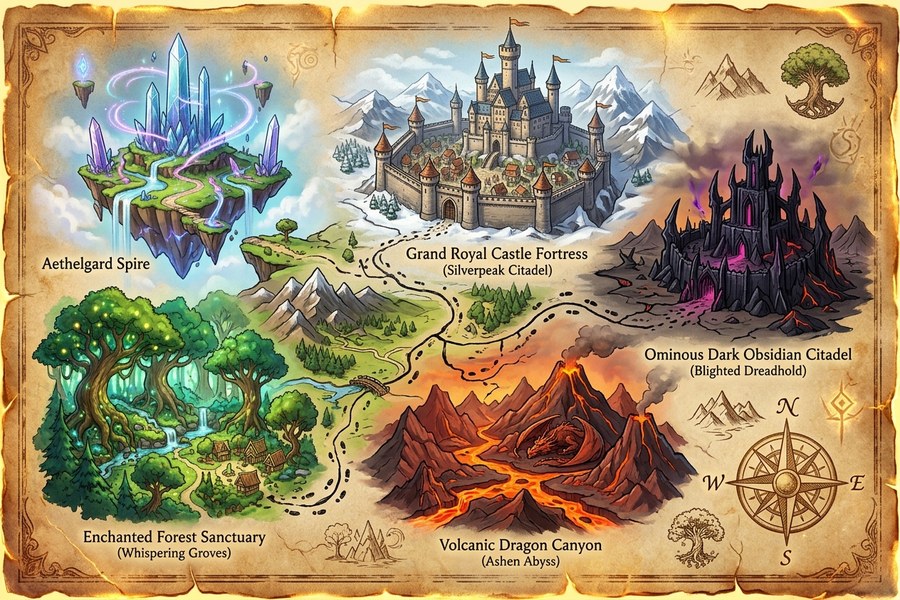 Aethelgard Spire
Grand Royal Castle Fortress
(Silverpeak Citadel)
Ominous Dark Obsidian Citadel
(Blighted Dreadhold)
Enchanted Forest Sanctuary
(Whispering Groves)
Volcanic Dragon Canyon
(Ashen Abyss)
N
W
E
S